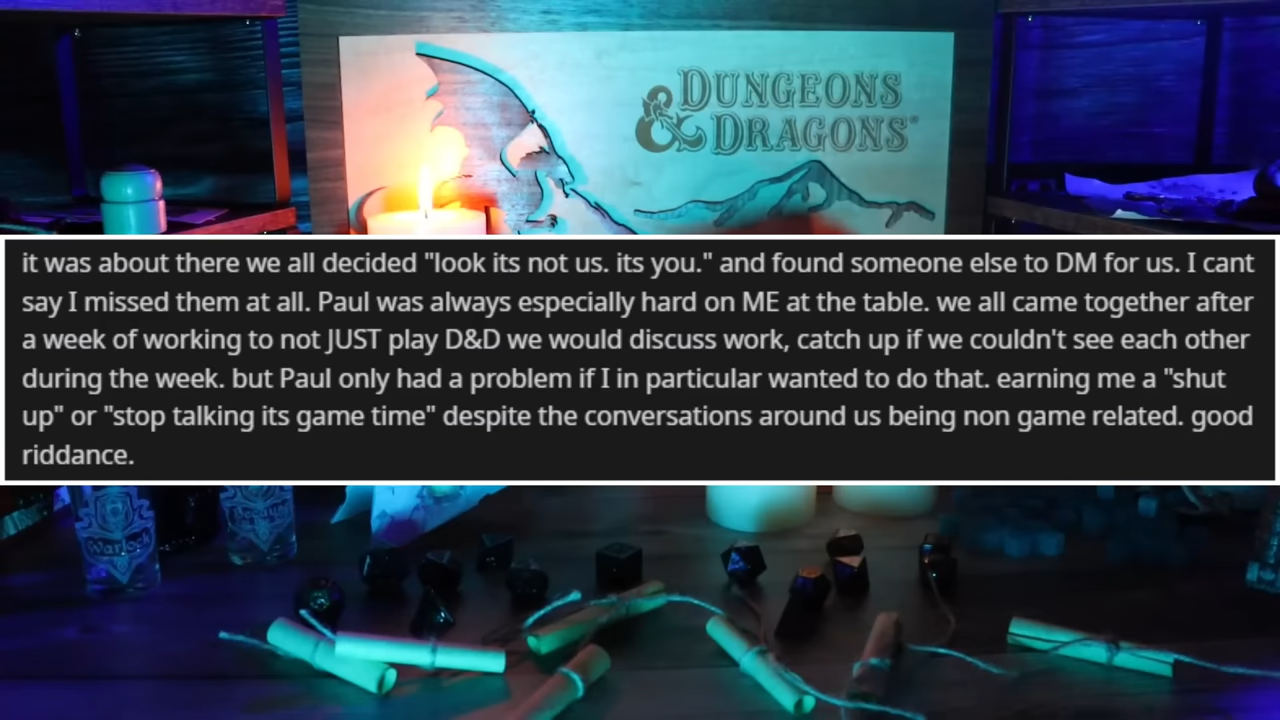 DUNGEONS
& DRAGONS®
it was about there we all decided "look its not us. its you." and found someone else to DM for us. I cant
say I missed them at all. Paul was always especially hard on ME at the table. we all came together after
a week of working to not JUST play D&D we would discuss work, catch up if we couldn't see each other
during the week. but Paul only had a problem if I in particular wanted to do that. earning me a "shut
up" or "stop talking its game time" despite the conversations around us being non game related. good
riddance.
Warlock
Because